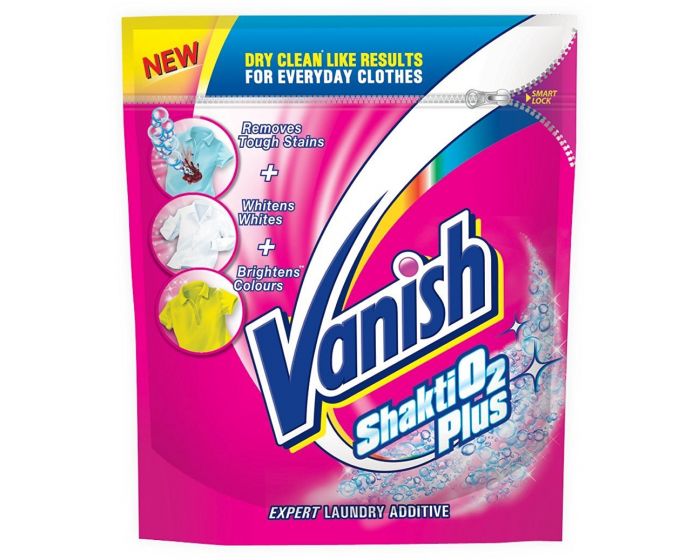 NEW
DRY CLEAN* LIKE RESULTS
FOR EVERYDAY CLOTHES
SMART
LOCK
Removes
Tough Stains
+
Whitens
Whites
+
Brightens™
Colours
Vanish
ShaktiO2
Plus
EXPERT LAUNDRY ADDITIVE